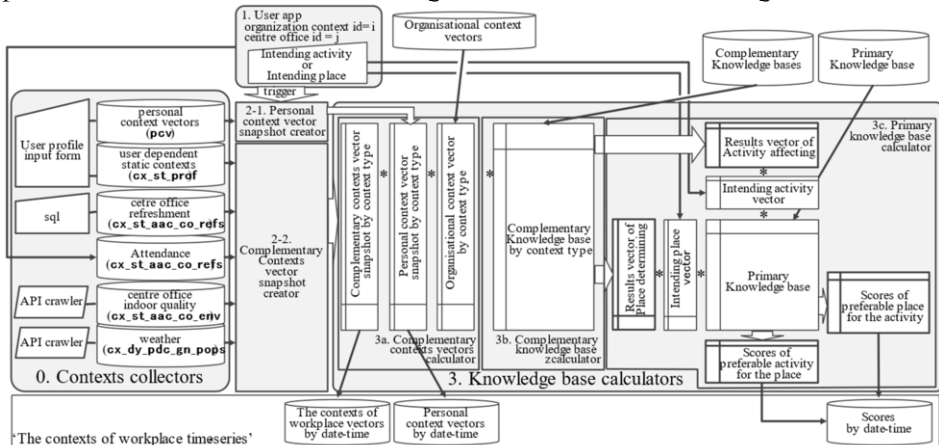 1. User app
organization context id= i
centre office id = j
Intending activity
or
Intending place
trigger
Organisational context
vectors
Complementary
Knowledge bases
Primary
Knowledge base
User profile
input form
personal
context vectors
(pcv)
user dependent
static contexts
(cx_st_prof
sql
cetre office
refreshment
(cx_st_aac_co_refs
Attendance
(cx_st_aac_co_refs)
API crawler
centre office
indoor quality
(cx_st_aac_co_env
API crawler
weather
(cx_dy_pdc_gn_pops
0. Contexts collectors
2-1. Personal
context vector
snapshot creator
2-2.
Complementary
Contexts
vector
snapshot
creator
Complementary contexts vector
snapshot by context type
*
Personal context vector
snapshot by context type
*
Organisational context vector
by context type
*
3a. Complementary
contexts vectors
calculator
Complementary
Knowledge base
by context type
3b. Complementary
knowledge base
zcalculator
3c. Primary
knowledge base
calculator
Results vector of
Activity affecting
*
Intending activity
vector
*
Results vector of
Place determining
*
Intending place
vector
*
Primary
Knowledge base
Scores of
preferable place
for the activity
Scores of
preferable activity
for the place
3. Knowledge base calculators
The contexts of
workplace vectors
by date-time
Personal
context vectors
by date-time
Scores
by date-time
'The contexts of workplace timeseries'